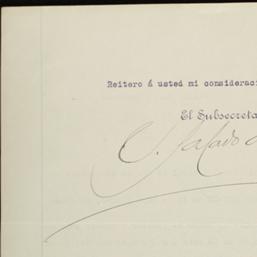 Reitero á usted mi consideraci
El Subsecreta